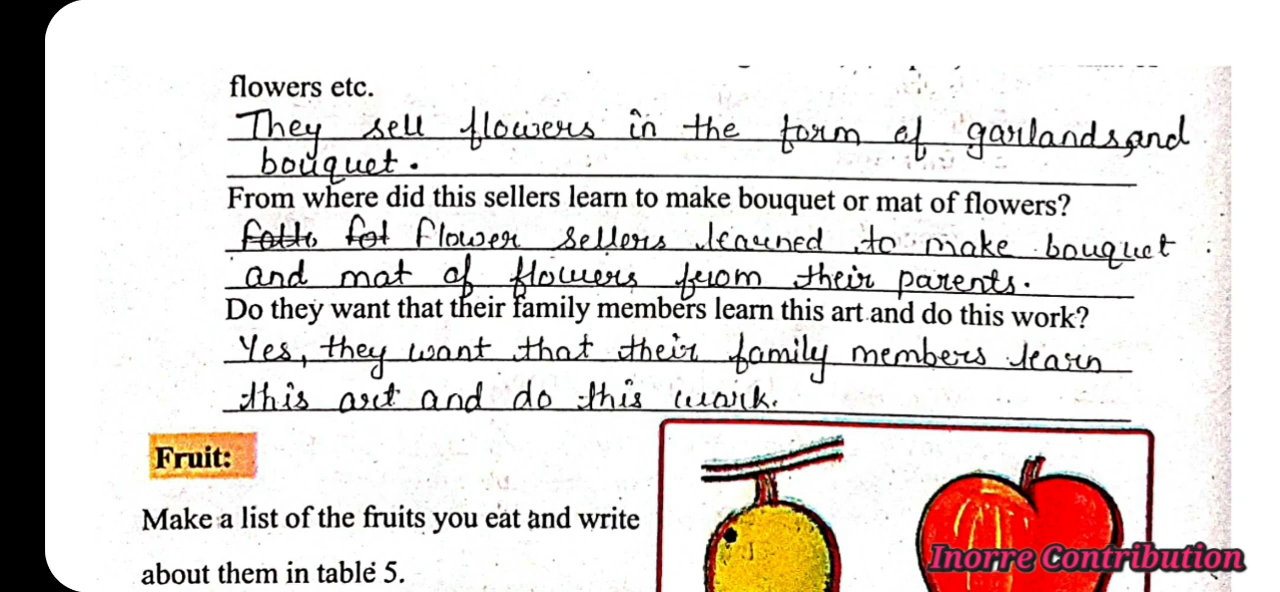 flowers etc.
They sell flowers in the form of garlands and
bouquet.
From where did this sellers learn to make bouquet or mat of flowers?
flower sellers learned to make bouquet
and mat of flowers from their parents.
Do they want that their family members learn this art and do this work?
Yes, they want that their family members learn
this art and do this work.
Fruit:
Make a list of the fruits you eat and write
about them in table 5.
Inorre Contribution